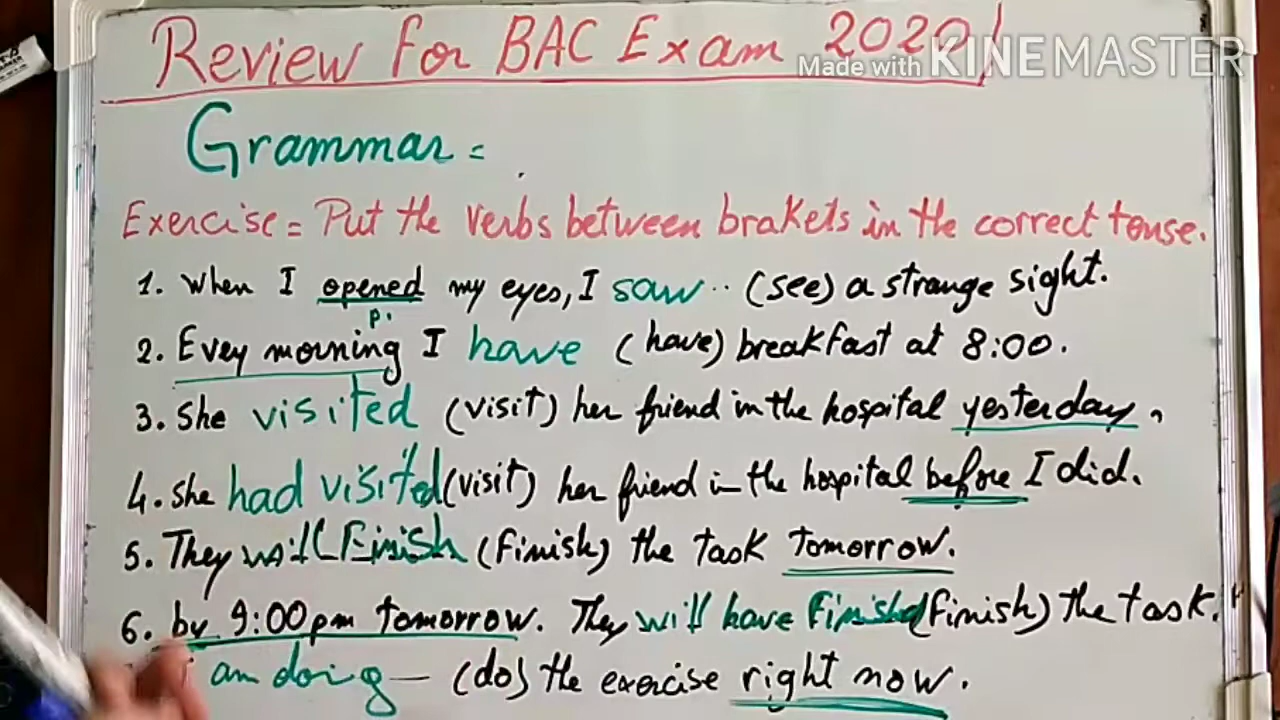 Review for BAC Exam 2020/
Made with KINEMASTER
Grammar =
Exercise = Put the verbs between brakets in the correct tense.
1. When I opened my eyes, I saw.. (see) a strange sight.
p.
2. Evey morning I have (have) breakfast at 8:00.
3. She visited (visit) her friend in the hospital yesterday.
4. She had visited (visit) her friend in the hospital before I did.
5. They will Finish (Finish) the task tomorrow.
6. by 9:00pm tomorrow. They will have Finished (Finish) the task.
I am doing — (do) the exercise right now.